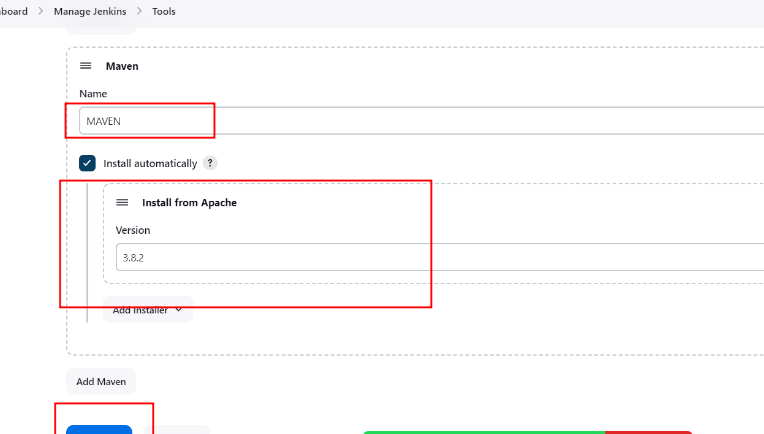 board > Manage Jenkins > Tools
Maven
Name
MAVEN
Install automatically ?
Install from Apache
Version
3.8.2
Add Installer
Add Maven